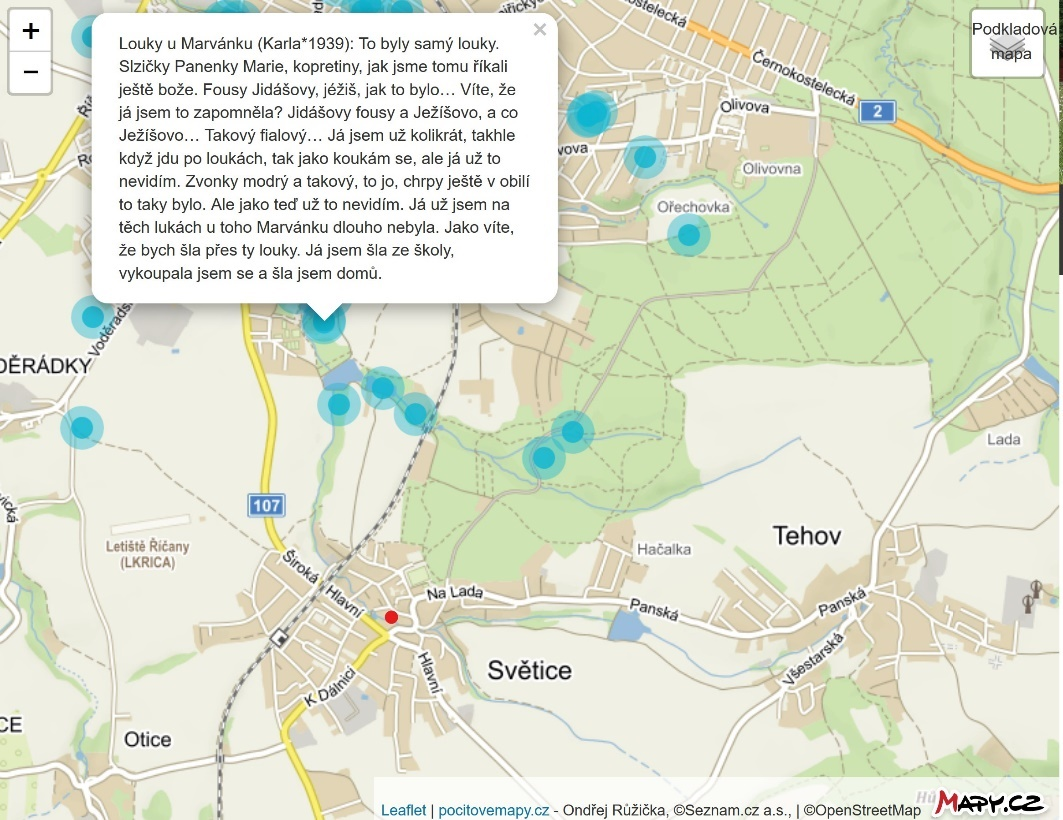 +
−
Podkladová
mapa
×
Louky u Marvánku (Karla*1939): To byly samý louky.
Slzičky Panenky Marie, kopretiny, jak jsme tomu říkali
ještě bože. Fousy Jidášovy, jéžiš, jak to bylo… Víte, že
já jsem to zapomněla? Jidášovy fousy a Ježíšovo, a co
Ježíšovo… Takový fialový… Já jsem už kolikrát, takhle
když jdu po loukách, tak jako koukám se, ale já už to
nevidím. Zvonky modrý a takový, to jo, chrpy ještě v obilí
to taky bylo. Ale jako teď už to nevidím. Já už jsem na
těch lukách u toho Marvánku dlouho nebyla. Jako víte,
že bych šla přes ty louky. Já jsem šla ze školy,
vykoupala jsem se a šla jsem domů.
Černokostelecká
2
Olivova
Olivovna
Ořechovka
Voděradská
107
Lada
Letiště Říčany
(LKRICA)
Tehov
Hačalka
Široká
Hlavní
Na Lada
Panská
Panská
Všestarská
Světice
Hlavní
K Dálnici
Otice
Leaflet | pocitovemapy.cz - Ondřej Růžička, ©Seznam.cz a.s., | ©OpenStreetMap
MAPY.CZ